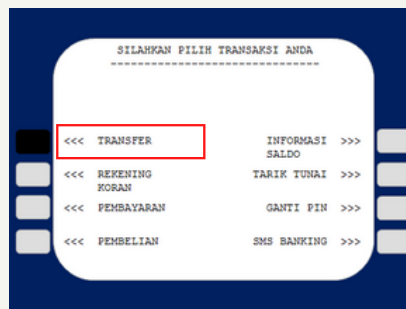 SILAHKAN PILIH TRANSAKSI ANDA
-------------------------------
<<< TRANSFER INFORMASI SALDO >>>
<<< REKENING KORAN TARIK TUNAI >>>
<<< PEMBAYARAN GANTI PIN >>>
<<< PEMBELIAN SMS BANKING >>>